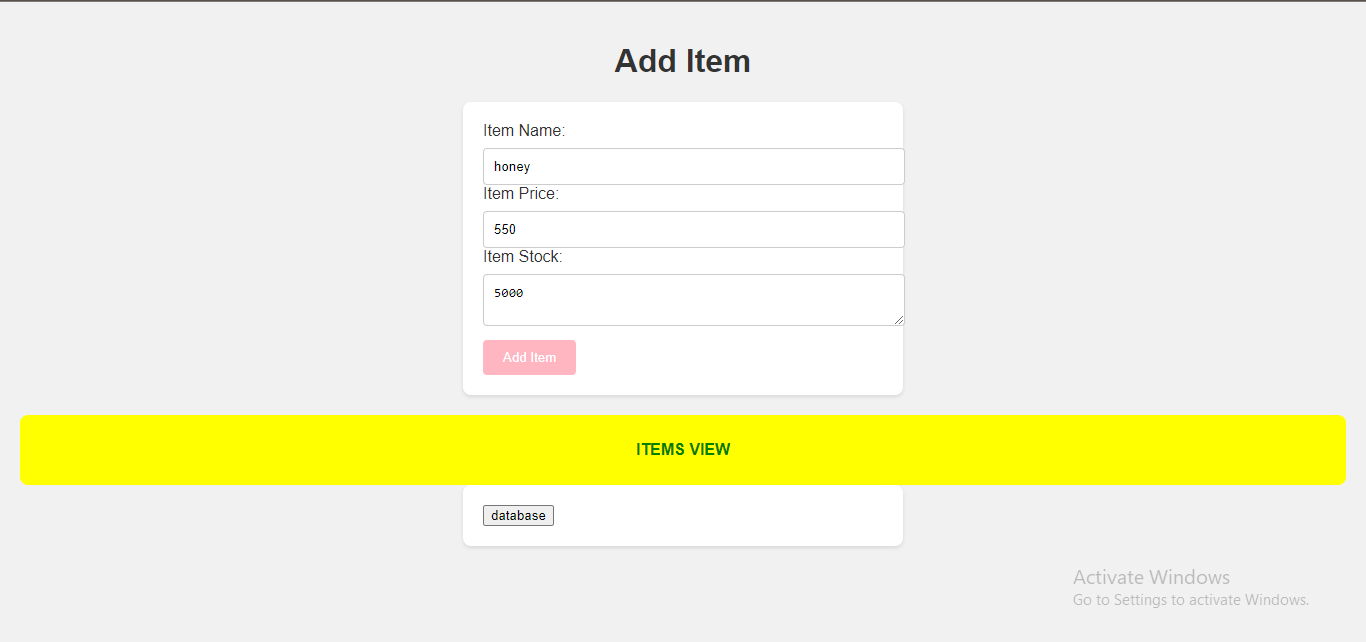 Add Item
Item Name:
honey
Item Price:
550
Item Stock:
5000
Add Item
ITEMS VIEW
database
Activate Windows
Go to Settings to activate Windows.